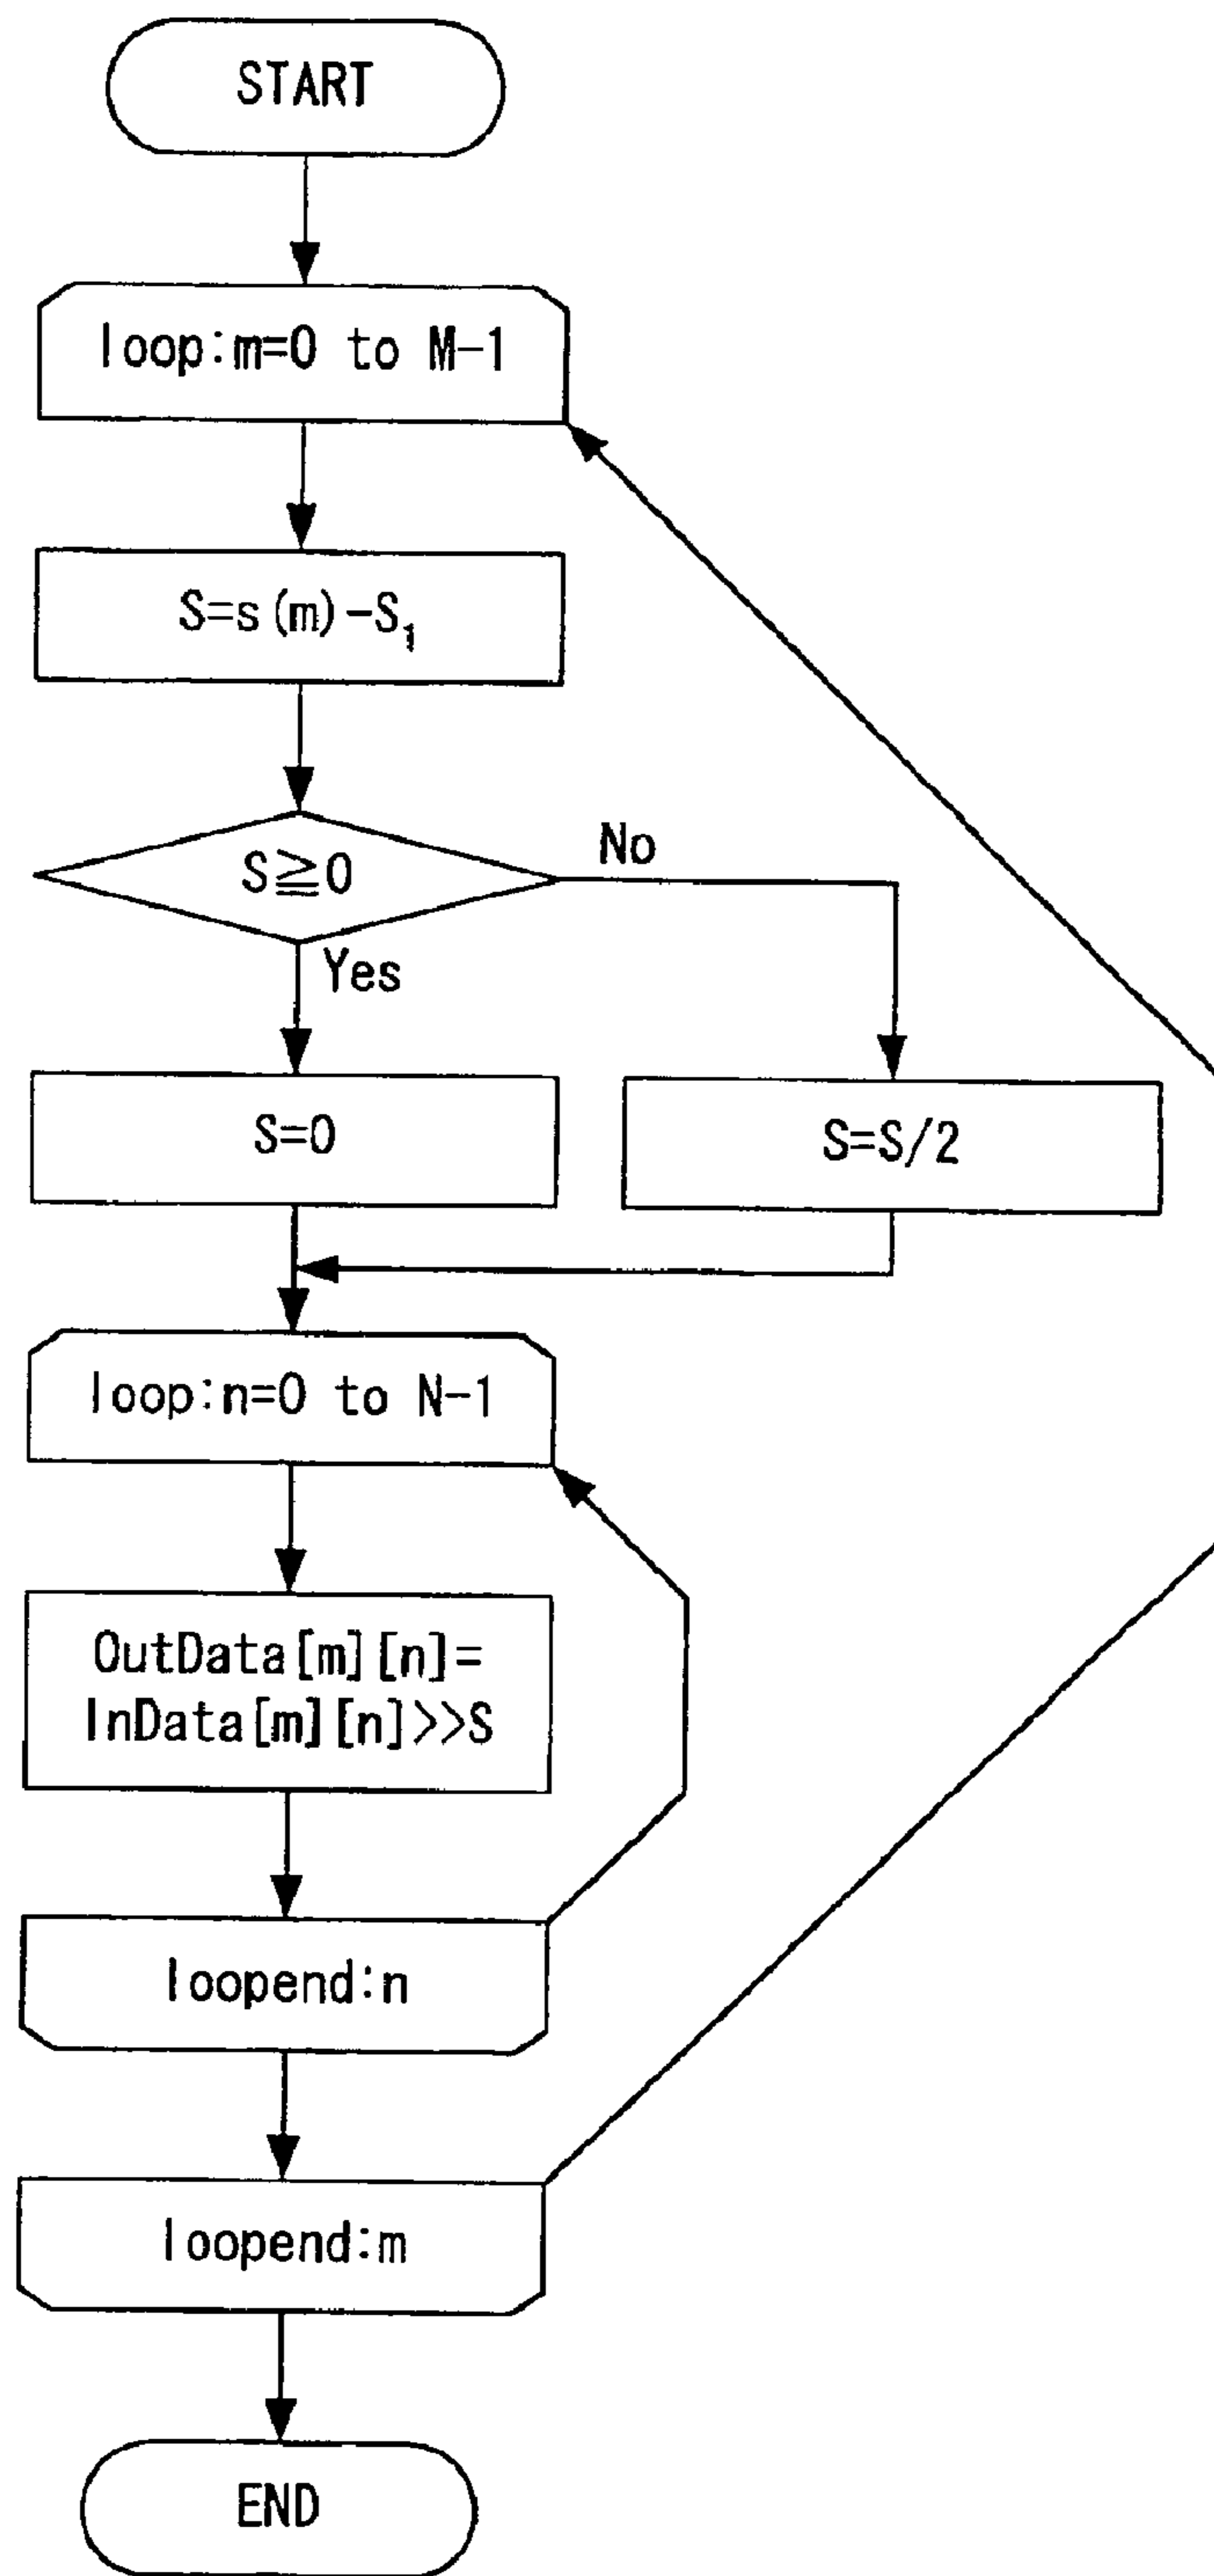 START
loop:m=0 to M-1
S=s(m)-S₁
S≧0
No
Yes
S=0
S=S/2
loop:n=0 to N-1
OutData[m][n]=
InData[m][n]>>S
loopend:n
loopend:m
END